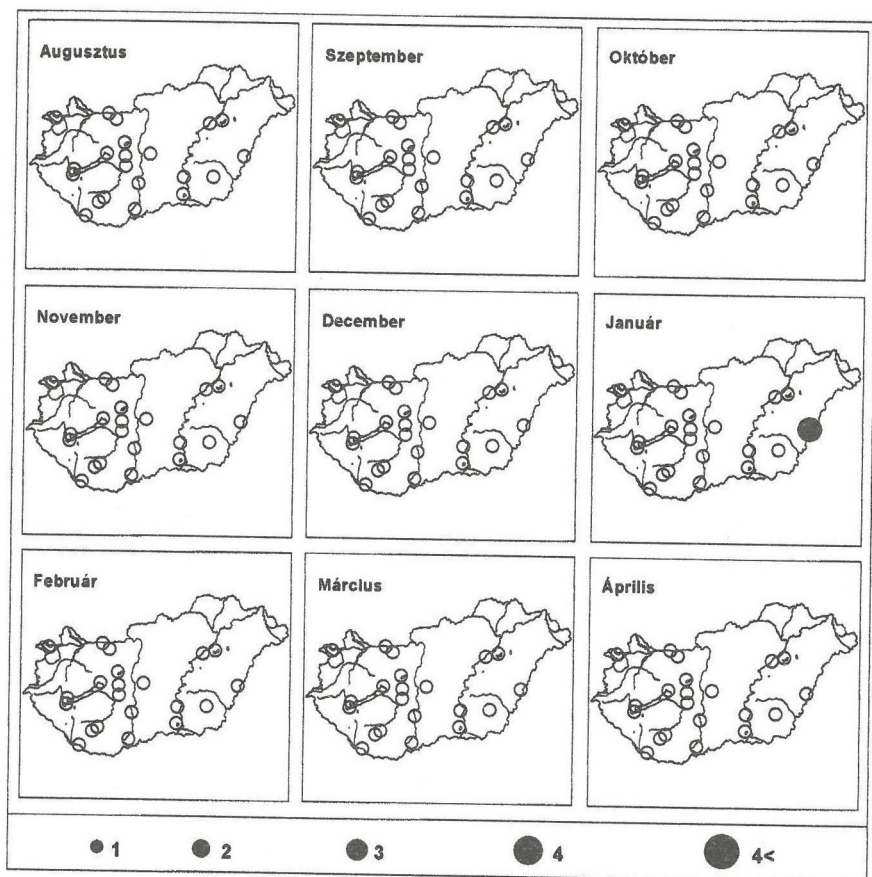 Augusztus
Szeptember
Október
November
December
Január
Február
Március
Április
1 2 3 4 4<